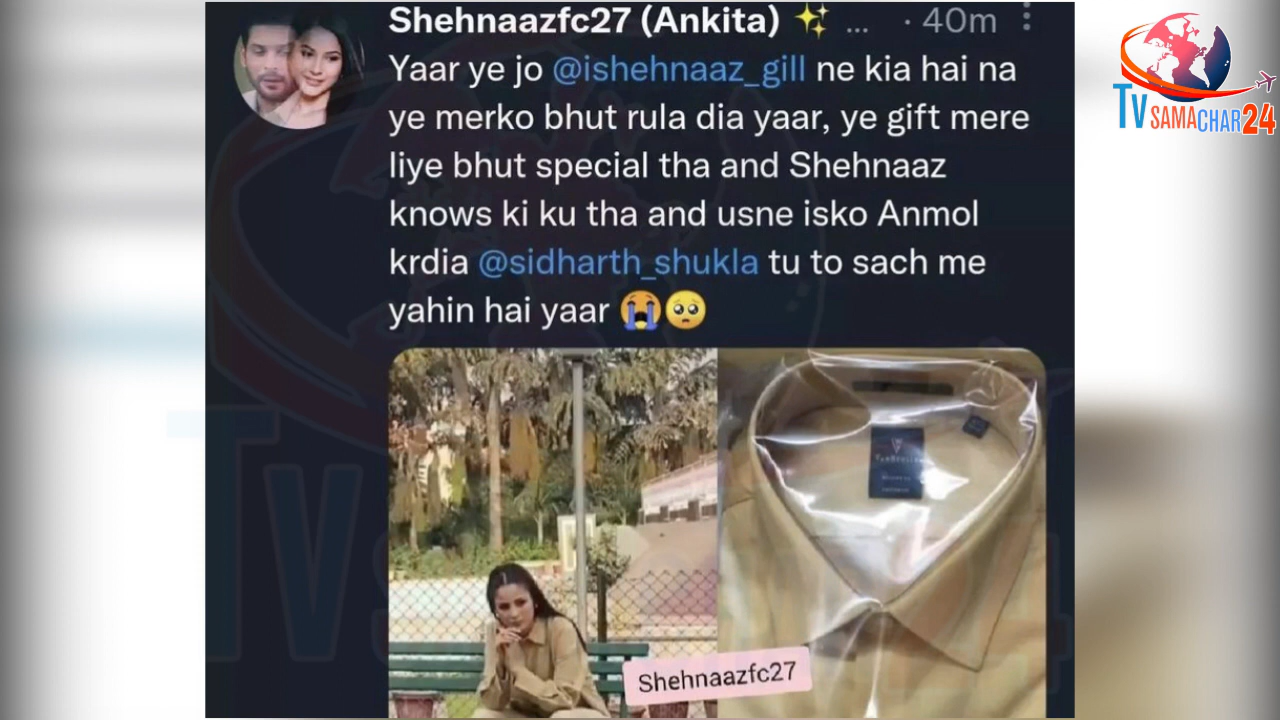 Shehnaazfc27 (Ankita) ✨ ... · 40m
Yaar ye jo @ishehnaaz_gill ne kia hai na
ye merko bhut rula dia yaar, ye gift mere
liye bhut special tha and Shehnaaz
knows ki ku tha and usne isko Anmol
krdia @sidharth_shukla tu to sach me
yahin hai yaar 😭🥺
Shehnaazfc27
TV SAMACHAR 24